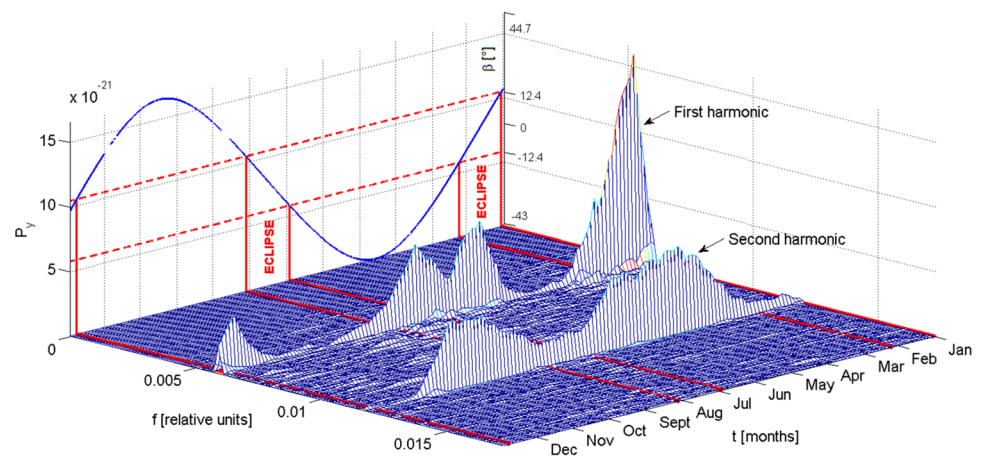 44.7
β [°]
x 10^-21
First harmonic
15
12.4
0
-12.4
10
ECLIPSE
P_y
-43
ECLIPSE
Second harmonic
5
0
Jan
Feb
Mar
Apr
0.005
May
Jun
Jul
Aug
0.01
Sept
f [relative units]
Oct
t [months]
Nov
0.015
Dec